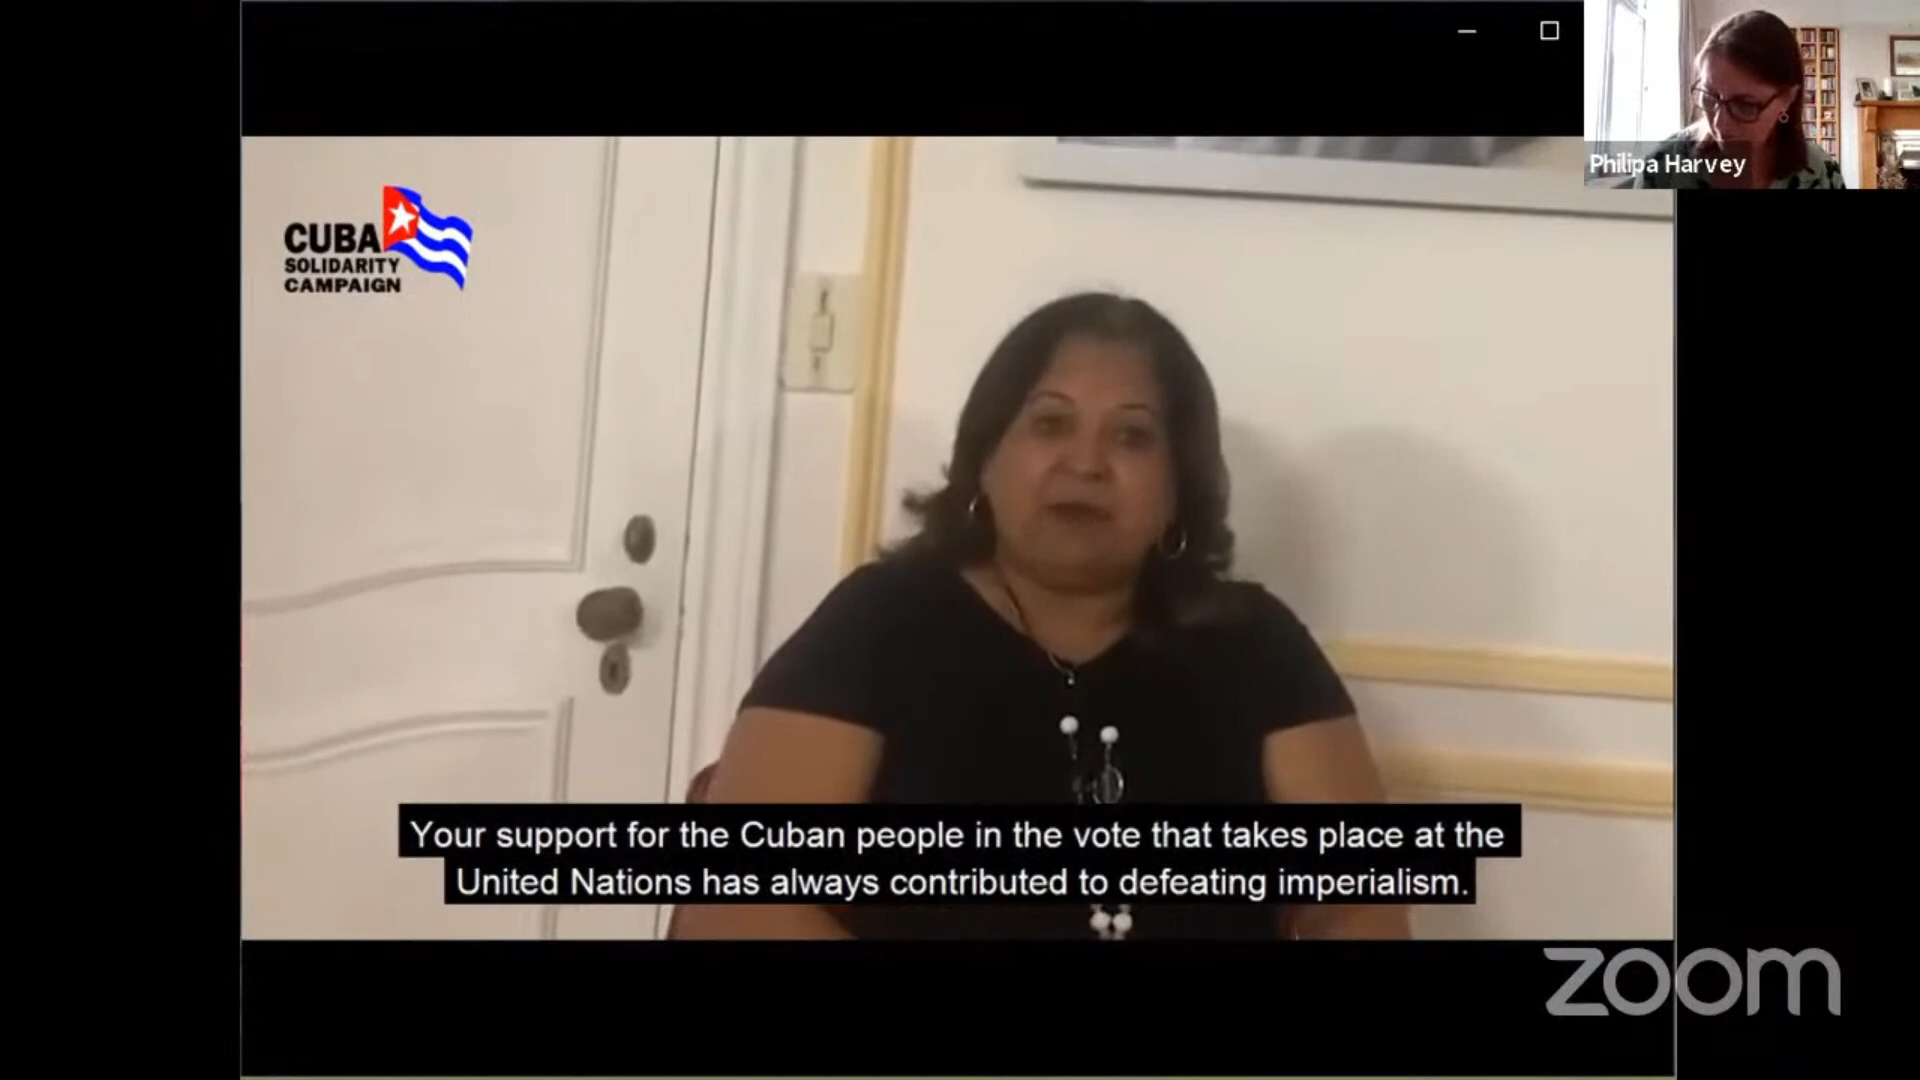 Philipa Harvey
CUBA
SOLIDARITY
CAMPAIGN
Your support for the Cuban people in the vote that takes place at the
United Nations has always contributed to defeating imperialism.
zoom